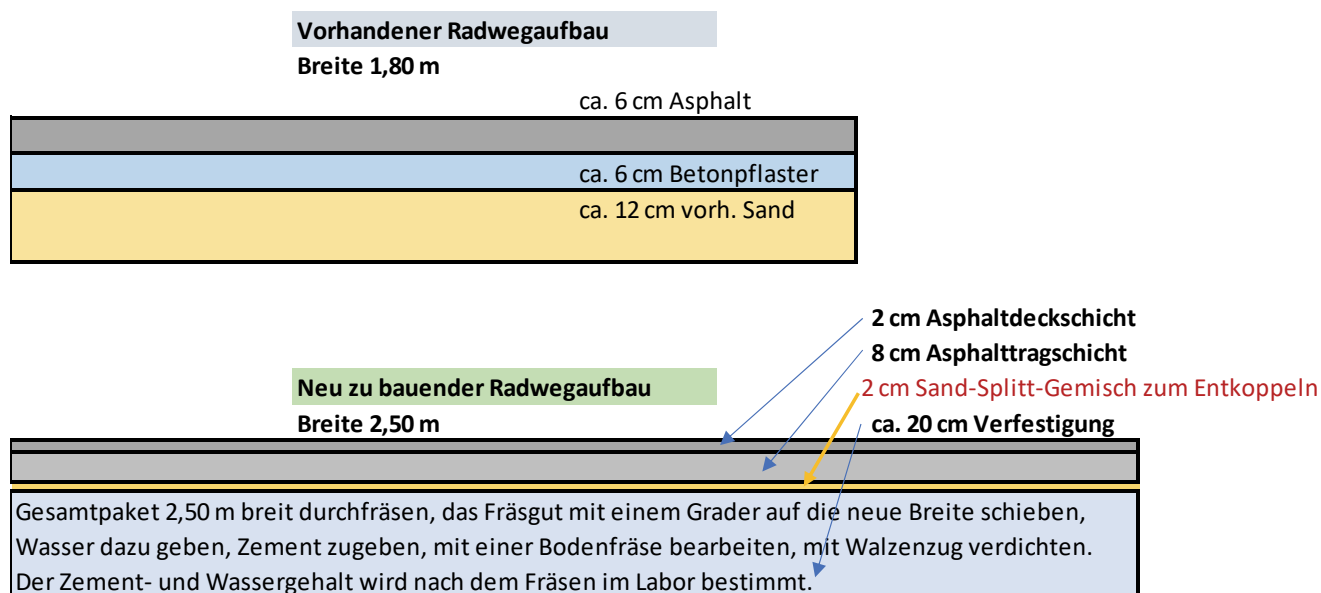 Vorhandener Radwegaufbau
Breite 1,80 m
ca. 6 cm Asphalt
ca. 6 cm Betonpflaster
ca. 12 cm vorh. Sand
2 cm Asphaltdeckschicht
8 cm Asphalttragschicht
Neu zu bauender Radwegaufbau
2 cm Sand-Splitt-Gemisch zum Entkoppeln
Breite 2,50 m
ca. 20 cm Verfestigung
Gesamtpaket 2,50 m breit durchfräsen, das Fräsgut mit einem Grader auf die neue Breite schieben,
Wasser dazu geben, Zement zugeben, mit einer Bodenfräse bearbeiten, mit Walzenzug verdichten.
Der Zement- und Wassergehalt wird nach dem Fräsen im Labor bestimmt.